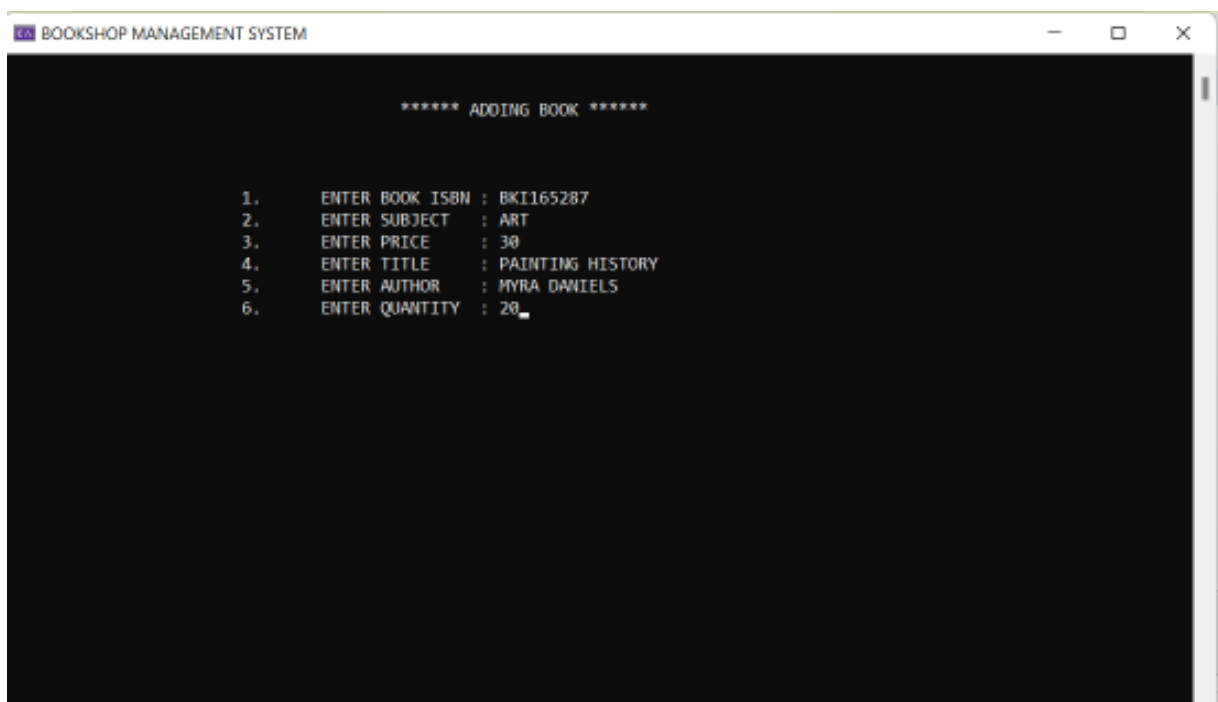 BOOKSHOP MANAGEMENT SYSTEM
****** ADDING BOOK ******
1. ENTER BOOK ISBN : BKI165287
2. ENTER SUBJECT : ART
3. ENTER PRICE : 30
4. ENTER TITLE : PAINTING HISTORY
5. ENTER AUTHOR : MYRA DANIELS
6. ENTER QUANTITY : 20